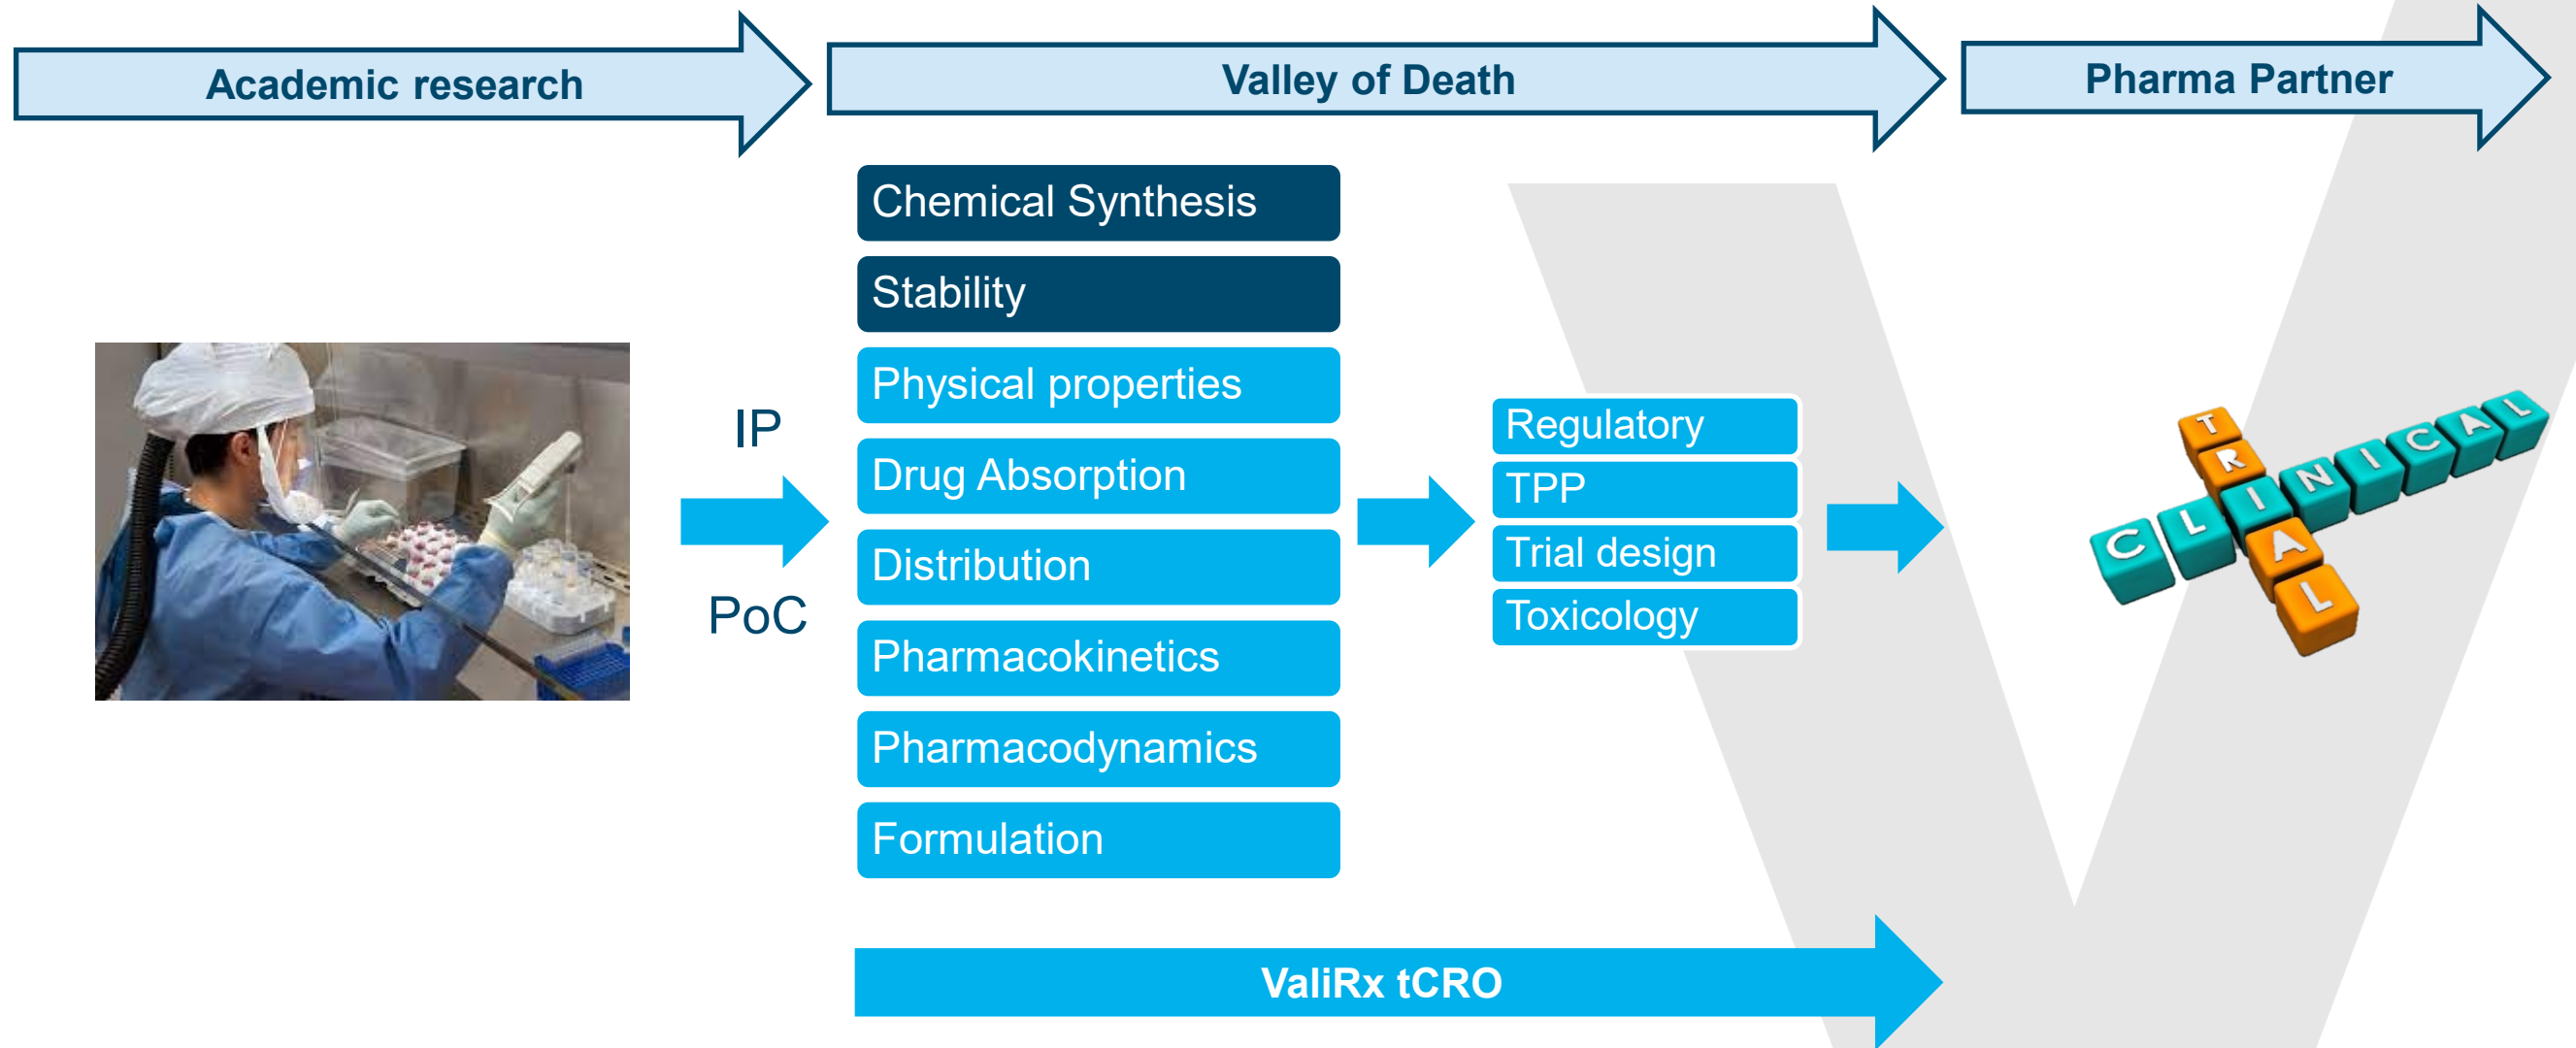 Academic research
Valley of Death
Pharma Partner
Chemical Synthesis
Stability
Physical properties
Drug Absorption
Distribution
Pharmacokinetics
Pharmacodynamics
Formulation
IP
PoC
Regulatory
TPP
Trial design
Toxicology
CLINICAL
TRIAL
ValiRx tCRO